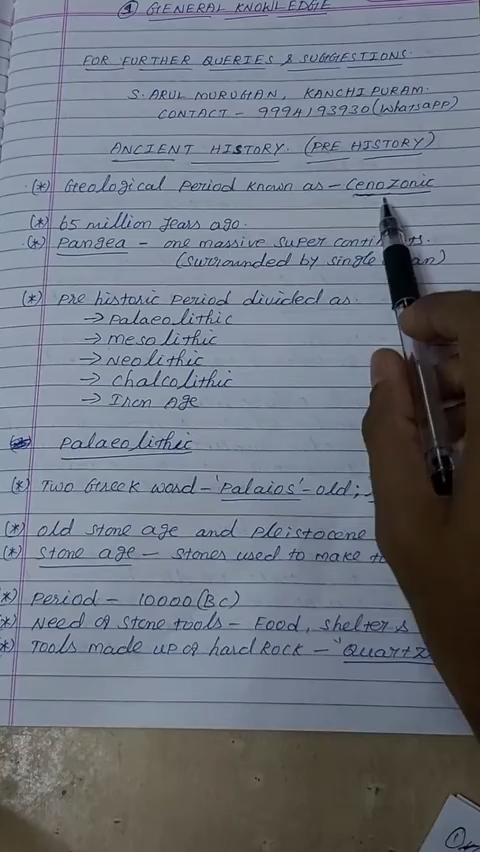 ① GENERAL KNOWLEDGE
FOR FURTHER QUERIES & SUGGESTIONS.
S. ARUL MURUGHAN, KANCHIPURAM.
CONTACT - 9994193930 (Whatsapp)
ANCIENT HISTORY. (PRE HISTORY)
(*) Geological Period known as - Cenozonic
(*) 65 million Years ago.
(*) Pangea - one massive super
(surrounded by single
(*) Pre historic Period divided as.
→ Palaeolithic
→ mesolithic
→ Neolithic
→ Chalcolithic
→ Iron Age
Palaeolithic
(*) Two Greek word - 'Palaios' - old;
(*) old stone age and Pleistocene
(*) Stone age - stones used to make
(*) Period - 10000 (BC)
(*) Need of stone tools - Food, shelter &
(*) Tools made up of hard Rock - "Quartz